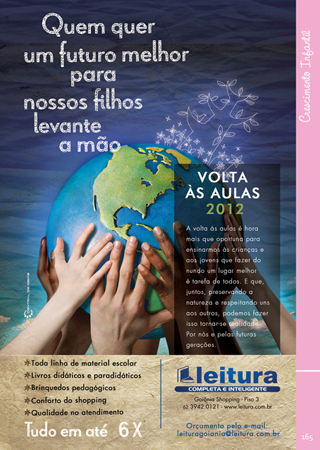 Quem quer
um futuro melhor
para
nossos filhos
levante
a mão
Crescimento Infantil
VOLTA
ÀS AULAS
2012
A volta às aulas é hora
mais que oportuna para
ensinarmos às crianças e
aos jovens que fazer do
mundo um lugar melhor
é tarefa de todos. E que,
juntos, preservando a
natureza e respeitando uns
aos outros, podemos fazer
isso tornar-se realidade.
Por nós e pelas futuras
gerações.
*Toda linha de material escolar
*Livros didáticos e paradidáticos
*Brinquedos pedagógicos
*Conforto do shopping
*Qualidade no atendimento
Tudo em até 6X
leitura
COMPLETA E INTELIGENTE
Goiânia Shopping - Piso 3
62 3942 0121 - www.leitura.com.br
Orçamento pelo e-mail:
leituragoiania@leitura.com.br
165